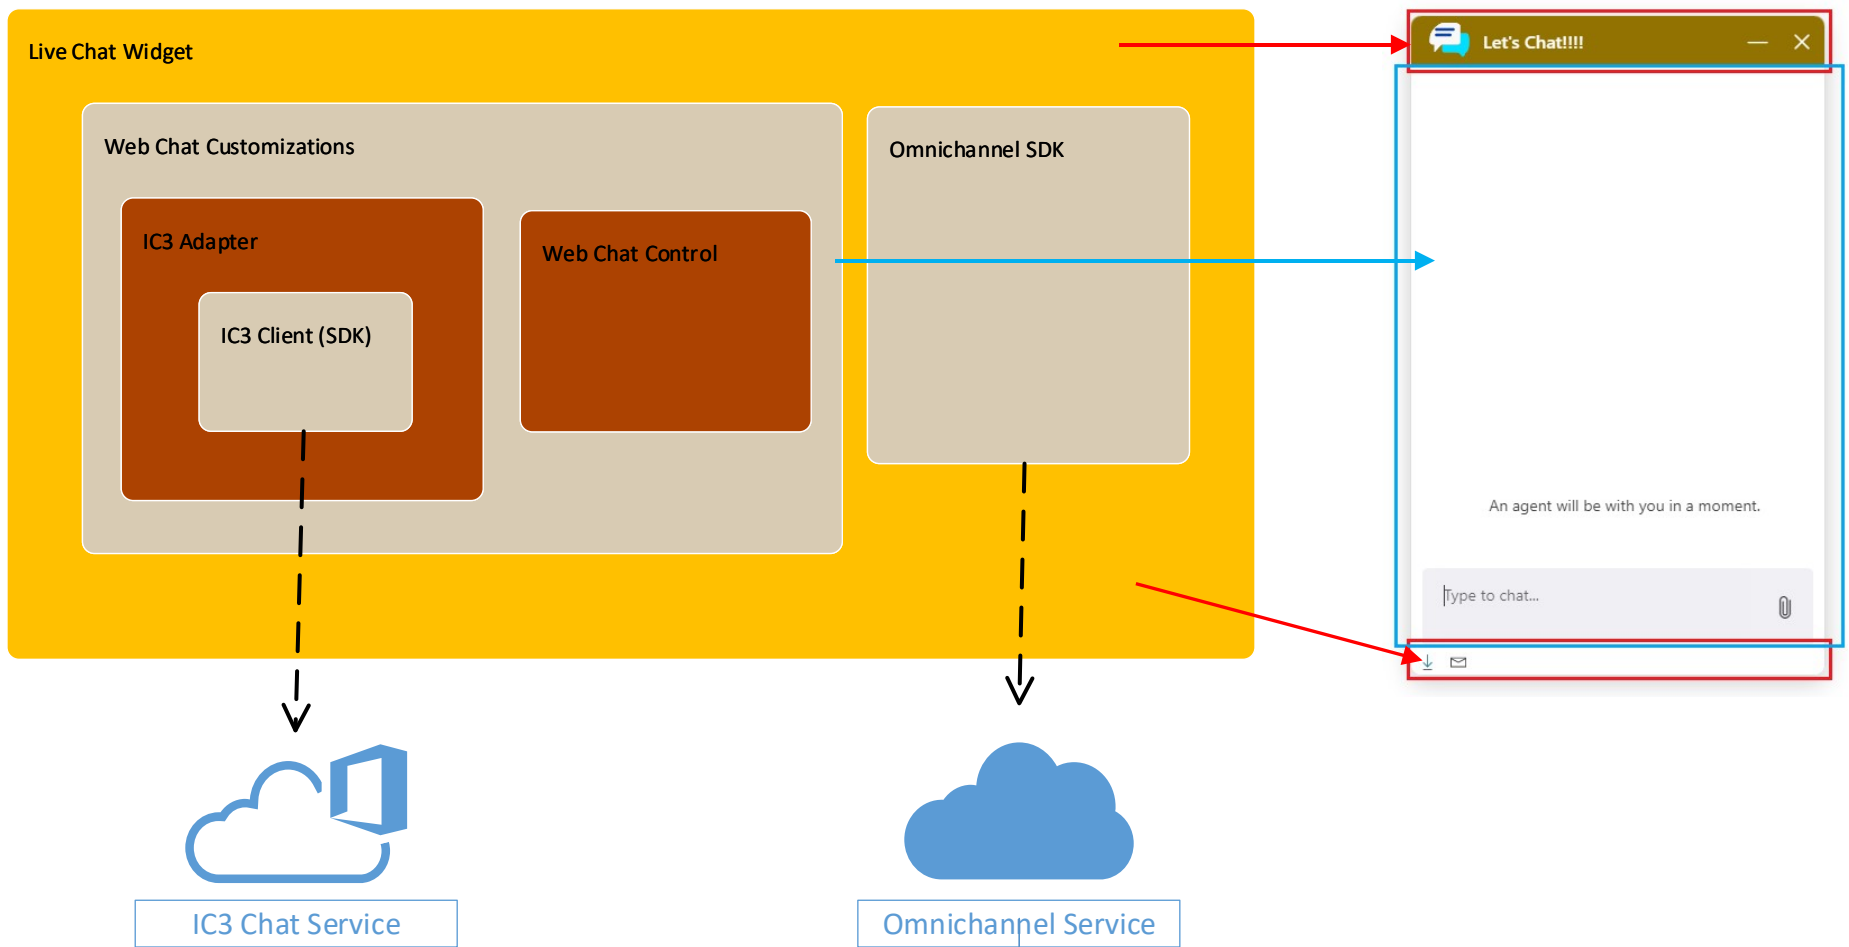 Live Chat Widget
Web Chat Customizations
IC3 Adapter
IC3 Client (SDK)
Web Chat Control
Omnichannel SDK
IC3 Chat Service
Omnichannel Service
Let's Chat!!!!
An agent will be with you in a moment.
Type to chat...